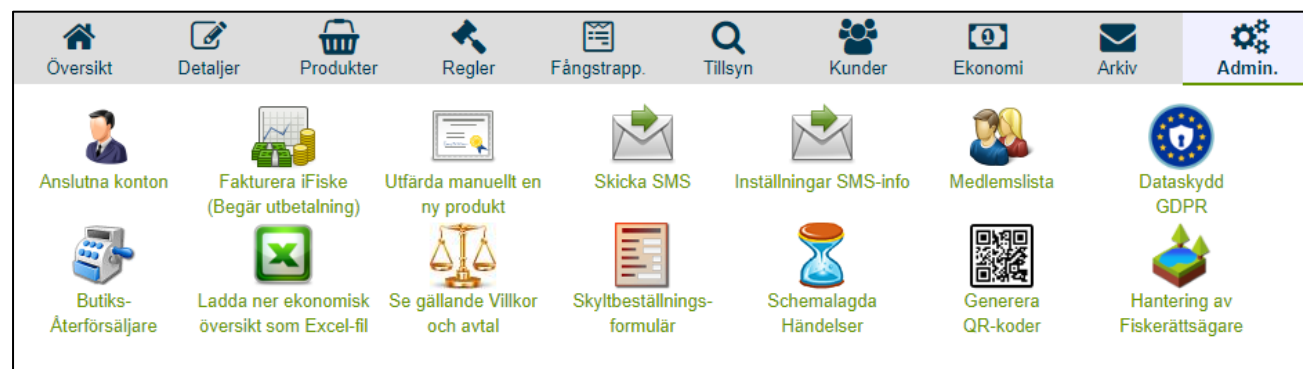 Översikt
Detaljer
Produkter
Regler
Fångstrapp.
Tillsyn
Kunder
Ekonomi
Arkiv
Admin.
Anslutna konton
Fakturera iFiske
(Begär utbetalning)
Utfärda manuellt en
ny produkt
Skicka SMS
Inställningar SMS-info
Medlemslista
Dataskydd
GDPR
Butiks-
Återförsäljare
Ladda ner ekonomisk
översikt som Excel-fil
Se gällande Villkor
och avtal
Skyltbeställnings-
formulär
Schemalagda
Händelser
Generera
QR-koder
Hantering av
Fiskerättsägare